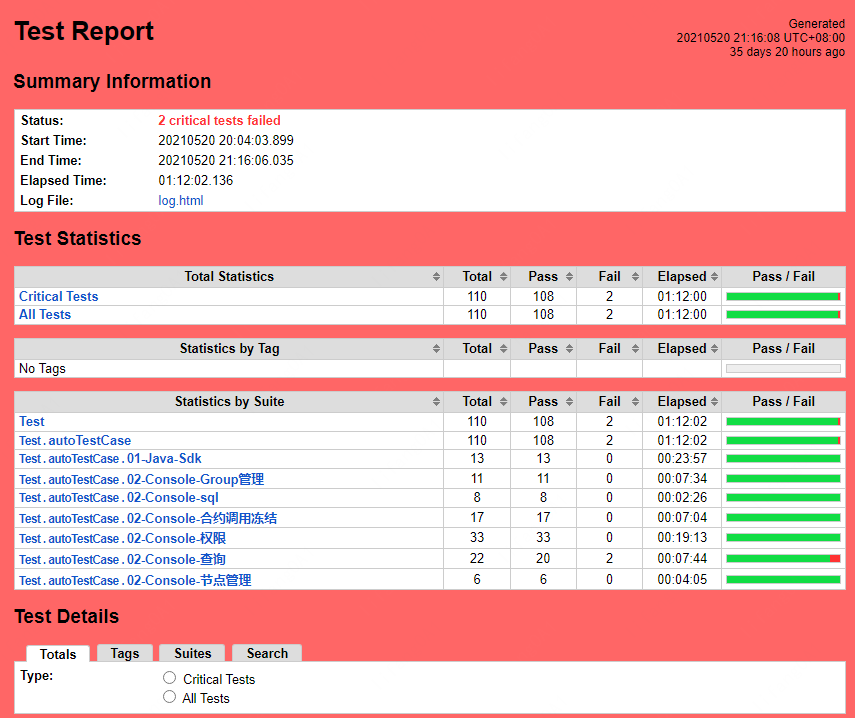 Test Report
Generated
20210520 21:16:08 UTC+08:00
35 days 20 hours ago
Summary Information
Status: 2 critical tests failed
Start Time: 20210520 20:04:03.899
End Time: 20210520 21:16:06.035
Elapsed Time: 01:12:02.136
Log File: log.html
Test Statistics
Total Statistics Total Pass Fail Elapsed Pass / Fail
Critical Tests 110 108 2 01:12:00
All Tests 110 108 2 01:12:00
Statistics by Tag Total Pass Fail Elapsed Pass / Fail
No Tags
Statistics by Suite Total Pass Fail Elapsed Pass / Fail
Test 110 108 2 01:12:02
Test.autoTestCase 110 108 2 01:12:02
Test.autoTestCase.01-Java-Sdk 13 13 0 00:23:57
Test.autoTestCase.02-Console-Group管理 11 11 0 00:07:34
Test.autoTestCase.02-Console-sql 8 8 0 00:02:26
Test.autoTestCase.02-Console-合约调用冻结 17 17 0 00:07:04
Test.autoTestCase.02-Console-权限 33 33 0 00:19:13
Test.autoTestCase.02-Console-查询 22 20 2 00:07:44
Test.autoTestCase.02-Console-节点管理 6 6 0 00:04:05
Test Details
Totals Tags Suites Search
Type: Critical Tests
All Tests